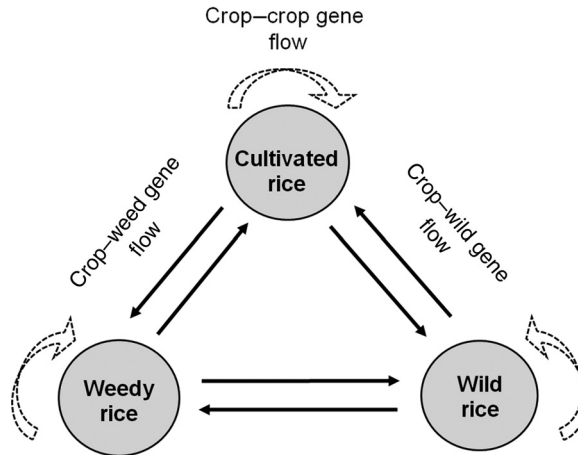 Crop–crop gene
flow
Cultivated
rice
Crop–weed gene
flow
Crop–wild gene
flow
Weedy
rice
Wild
rice